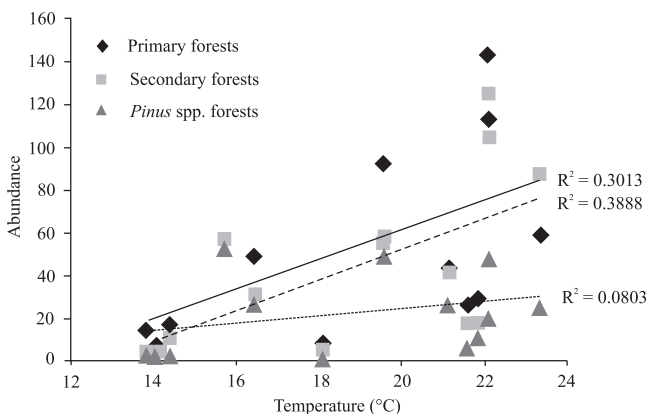 160
140
120
100
80
60
40
20
0
Abundance
Primary forests
Secondary forests
Pinus spp. forests
R² = 0.3013
R² = 0.3888
R² = 0.0803
12 14 16 18 20 22 24
Temperature (°C)